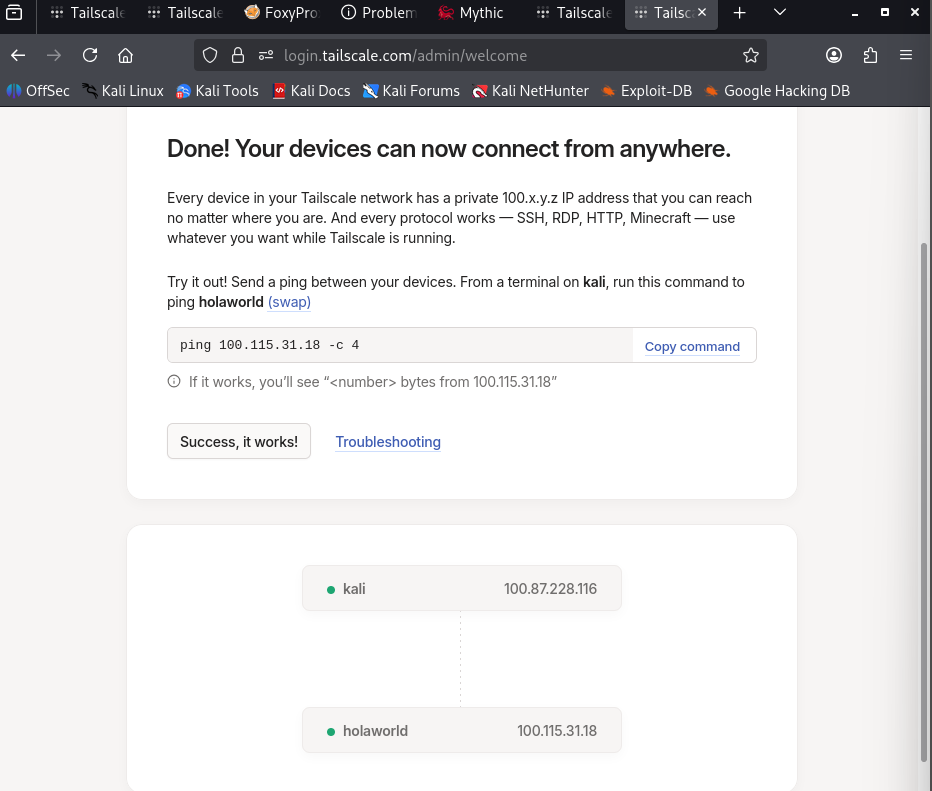 Tailscale Tailscale FoxyPro Problem Mythic Tailscale Tailsc
login.tailscale.com/admin/welcome
OffSec Kali Linux Kali Tools Kali Docs Kali Forums Kali NetHunter Exploit-DB Google Hacking DB
Done! Your devices can now connect from anywhere.
Every device in your Tailscale network has a private 100.x.y.z IP address that you can reach
no matter where you are. And every protocol works — SSH, RDP, HTTP, Minecraft — use
whatever you want while Tailscale is running.
Try it out! Send a ping between your devices. From a terminal on kali, run this command to
ping holaworld (swap)
ping 100.115.31.18 -c 4 Copy command
If it works, you’ll see “<number> bytes from 100.115.31.18”
Success, it works! Troubleshooting
kali 100.87.228.116
holaworld 100.115.31.18